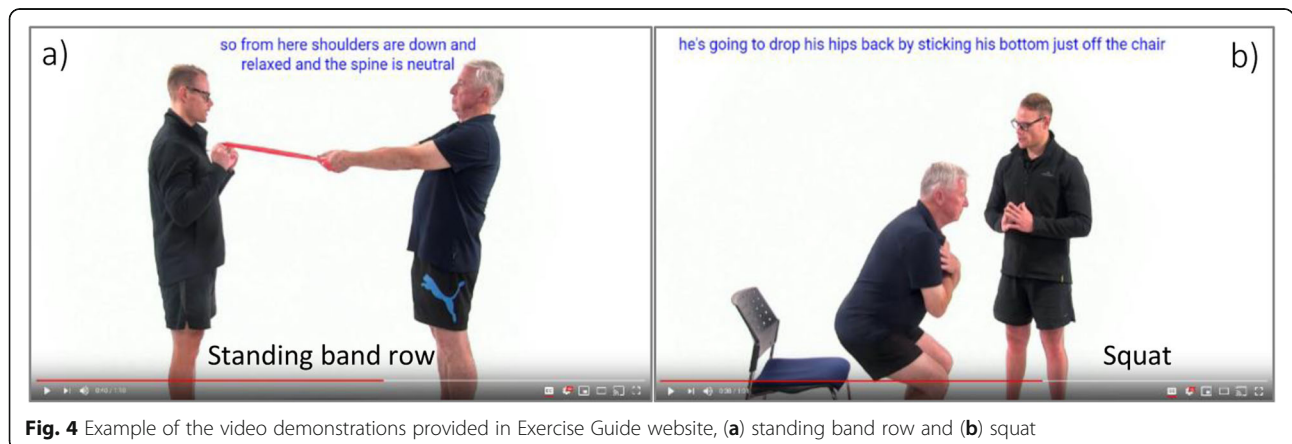 a)
so from here shoulders are down and
relaxed and the spine is neutral
Standing band row
he's going to drop his hips back by sticking his bottom just off the chair
b)
Squat
Fig. 4 Example of the video demonstrations provided in Exercise Guide website, (a) standing band row and (b) squat